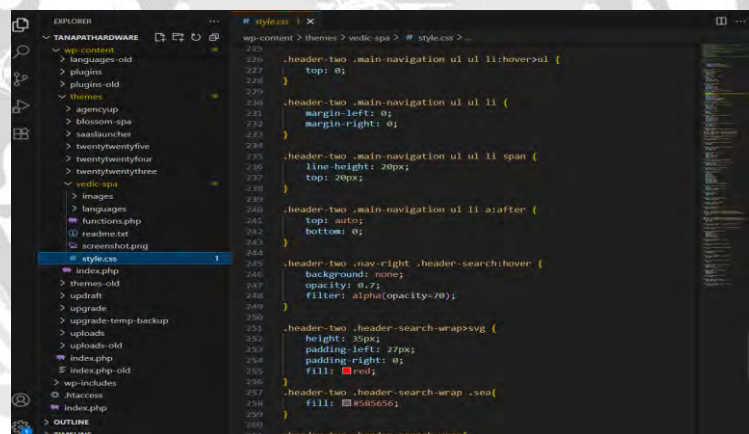 EXPLORER
TANAPATHARDWARE
wp-content
languages-old
plugins
plugins-old
themes
agencyup
blossom-spa
saaslauncher
twentytwentyfive
twentytwentyfour
twentytwentythree
vedic-spa
images
languages
functions.php
readme.txt
screenshot.png
# style.css 1
index.php
themes-old
updraft
upgrade
upgrade-temp-backup
uploads
uploads-old
index.php
index.php-old
wp-includes
.htaccess
index.php
OUTLINE
TIMELINE
# style.css 1 ×
wp-content > themes > vedic-spa > # style.css > ...
225
226 .header-two .main-navigation ul ul li:hover>ul {
227 top: 0;
228 }
229
230 .header-two .main-navigation ul ul li {
231 margin-left: 0;
232 margin-right: 0;
233 }
234
235 .header-two .main-navigation ul ul li span {
236 line-height: 20px;
237 top: 20px;
238 }
239
240 .header-two .main-navigation ul li a:after {
241 top: auto;
242 bottom: 0;
243 }
244
245 .header-two .nav-right .header-search:hover {
246 background: none;
247 opacity: 0.7;
248 filter: alpha(opacity=70);
249 }
250
251 .header-two .header-search-wrap>svg {
252 height: 35px;
253 padding-left: 27px;
254 padding-right: 0;
255 fill: red;
256 }
257 .header-two .header-search-wrap .sea{
258 fill: #585656;
259 }
260